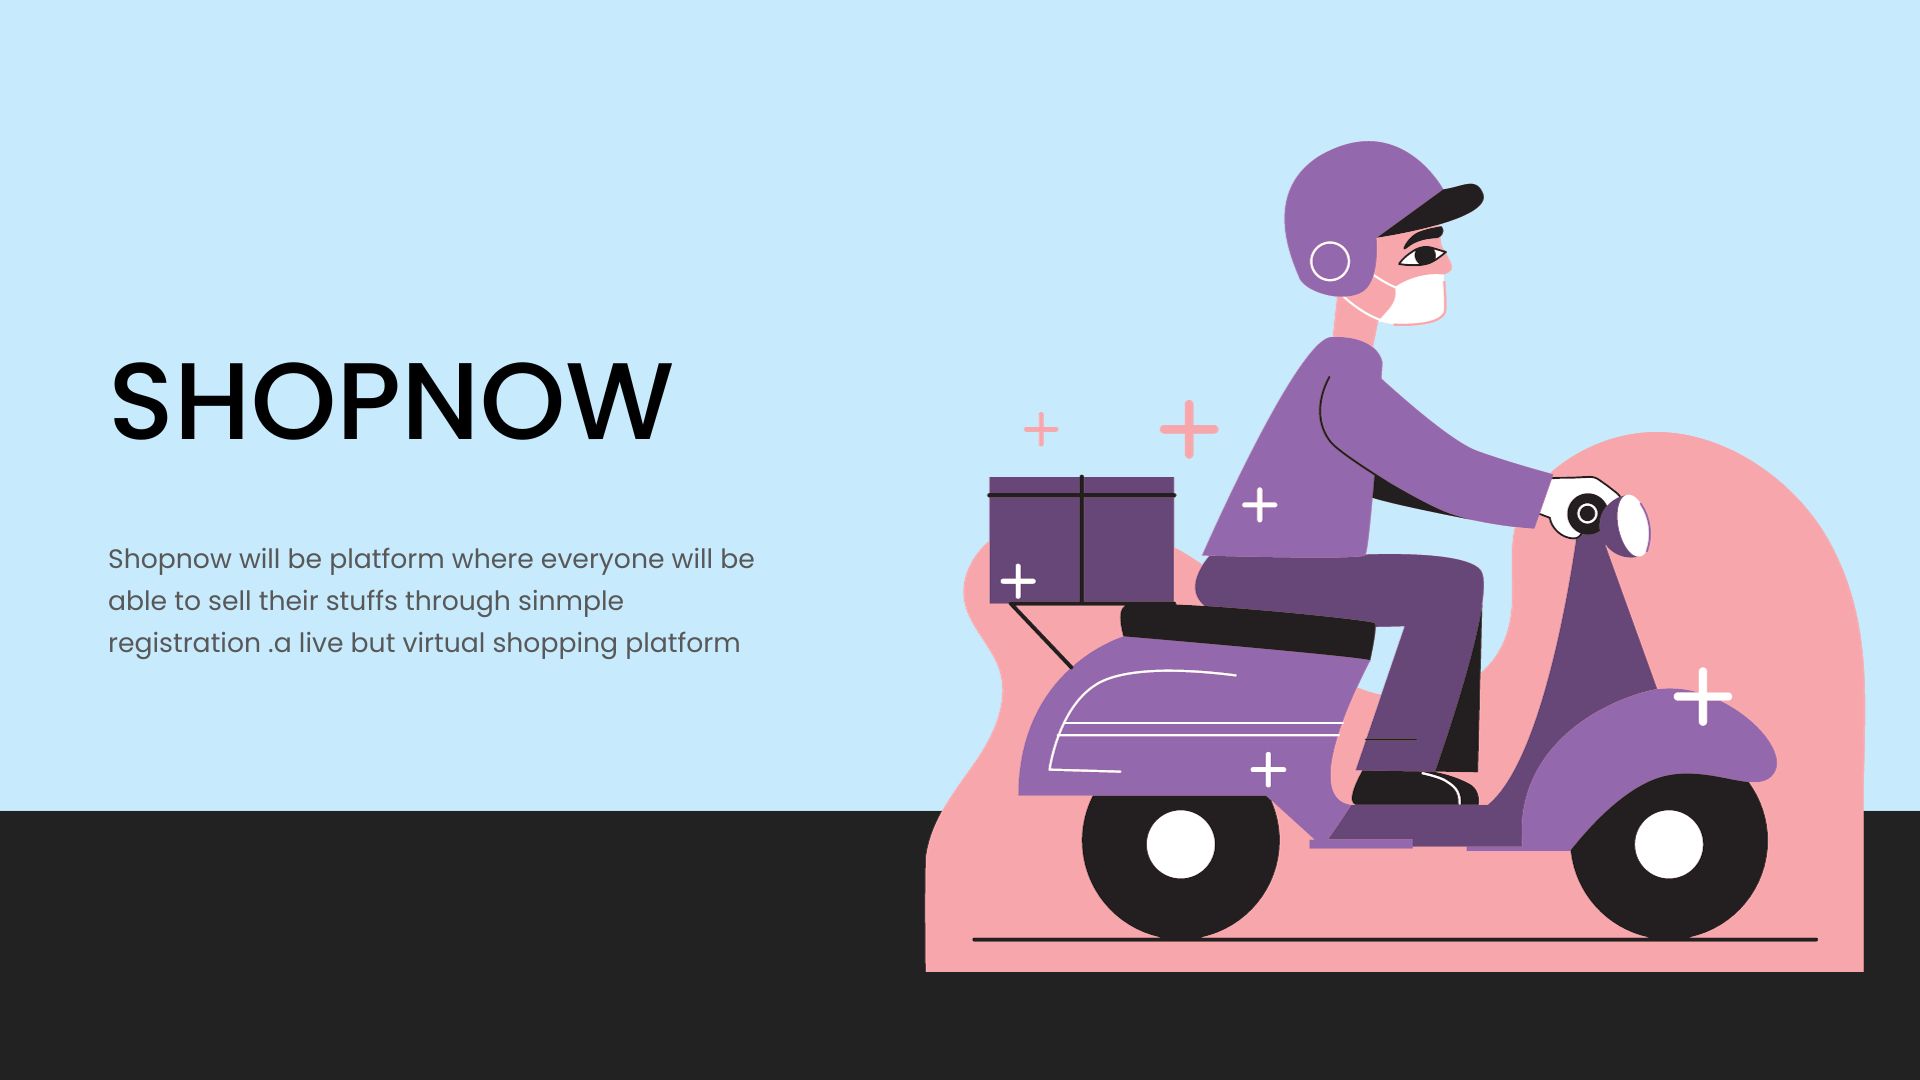 SHOPNOW
Shopnow will be platform where everyone will be
able to sell their stuffs through sinmple
registration .a live but virtual shopping platform